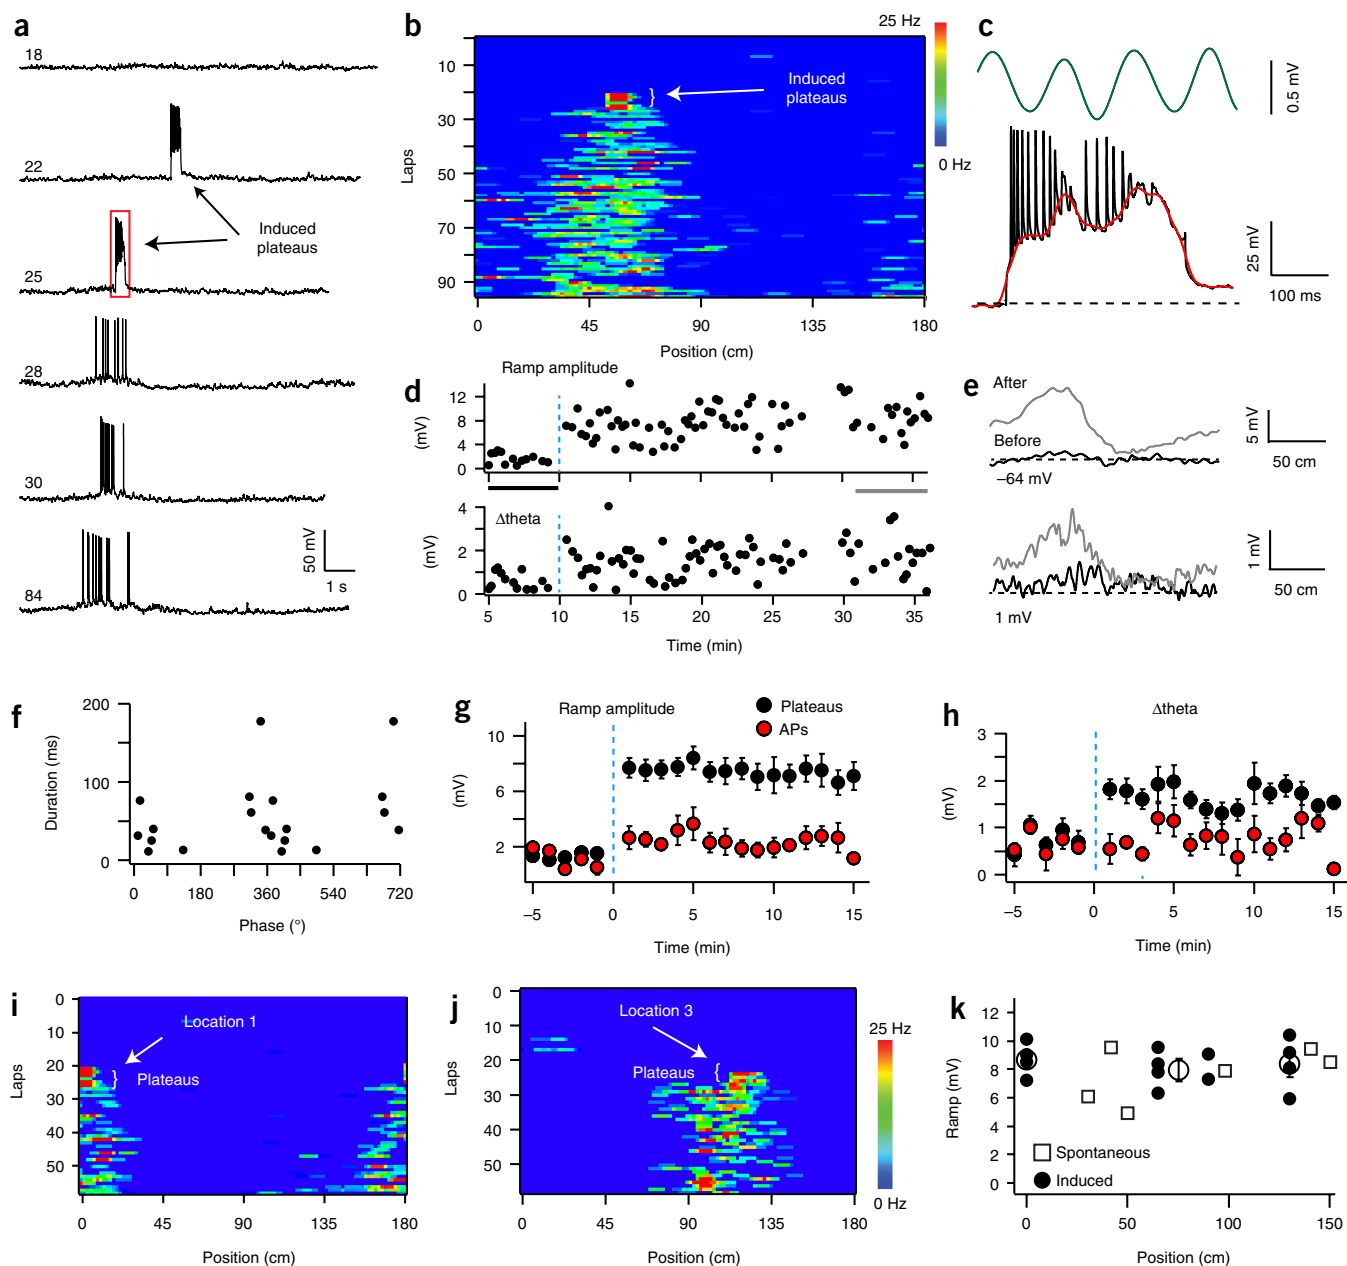 a
18
22
Induced
plateaus
25
28
30
84
50 mV
1 s
b
25 Hz
0 Hz
Induced
plateaus
Laps
10
30
50
70
90
0
45
90
135
180
Position (cm)
c
0.5 mV
25 mV
100 ms
d
Ramp amplitude
(mV)
12
8
4
0
Δtheta
(mV)
4
2
0
5
10
15
20
25
30
35
Time (min)
e
After
Before
–64 mV
5 mV
50 cm
1 mV
1 mV
50 cm
f
Duration (ms)
200
100
0
0
180
360
540
720
Phase (°)
g
Ramp amplitude
Plateaus
APs
(mV)
10
6
2
–5
0
5
10
15
Time (min)
h
Δtheta
(mV)
3
2
1
0
–5
0
5
10
15
Time (min)
i
Location 1
Plateaus
Laps
0
10
20
30
40
50
0
45
90
135
180
Position (cm)
j
Location 3
Plateaus
Laps
0
10
20
30
40
50
0
45
90
135
180
Position (cm)
25 Hz
0 Hz
k
Ramp (mV)
12
10
8
6
4
2
0
Spontaneous
Induced
0
50
100
150
Position (cm)